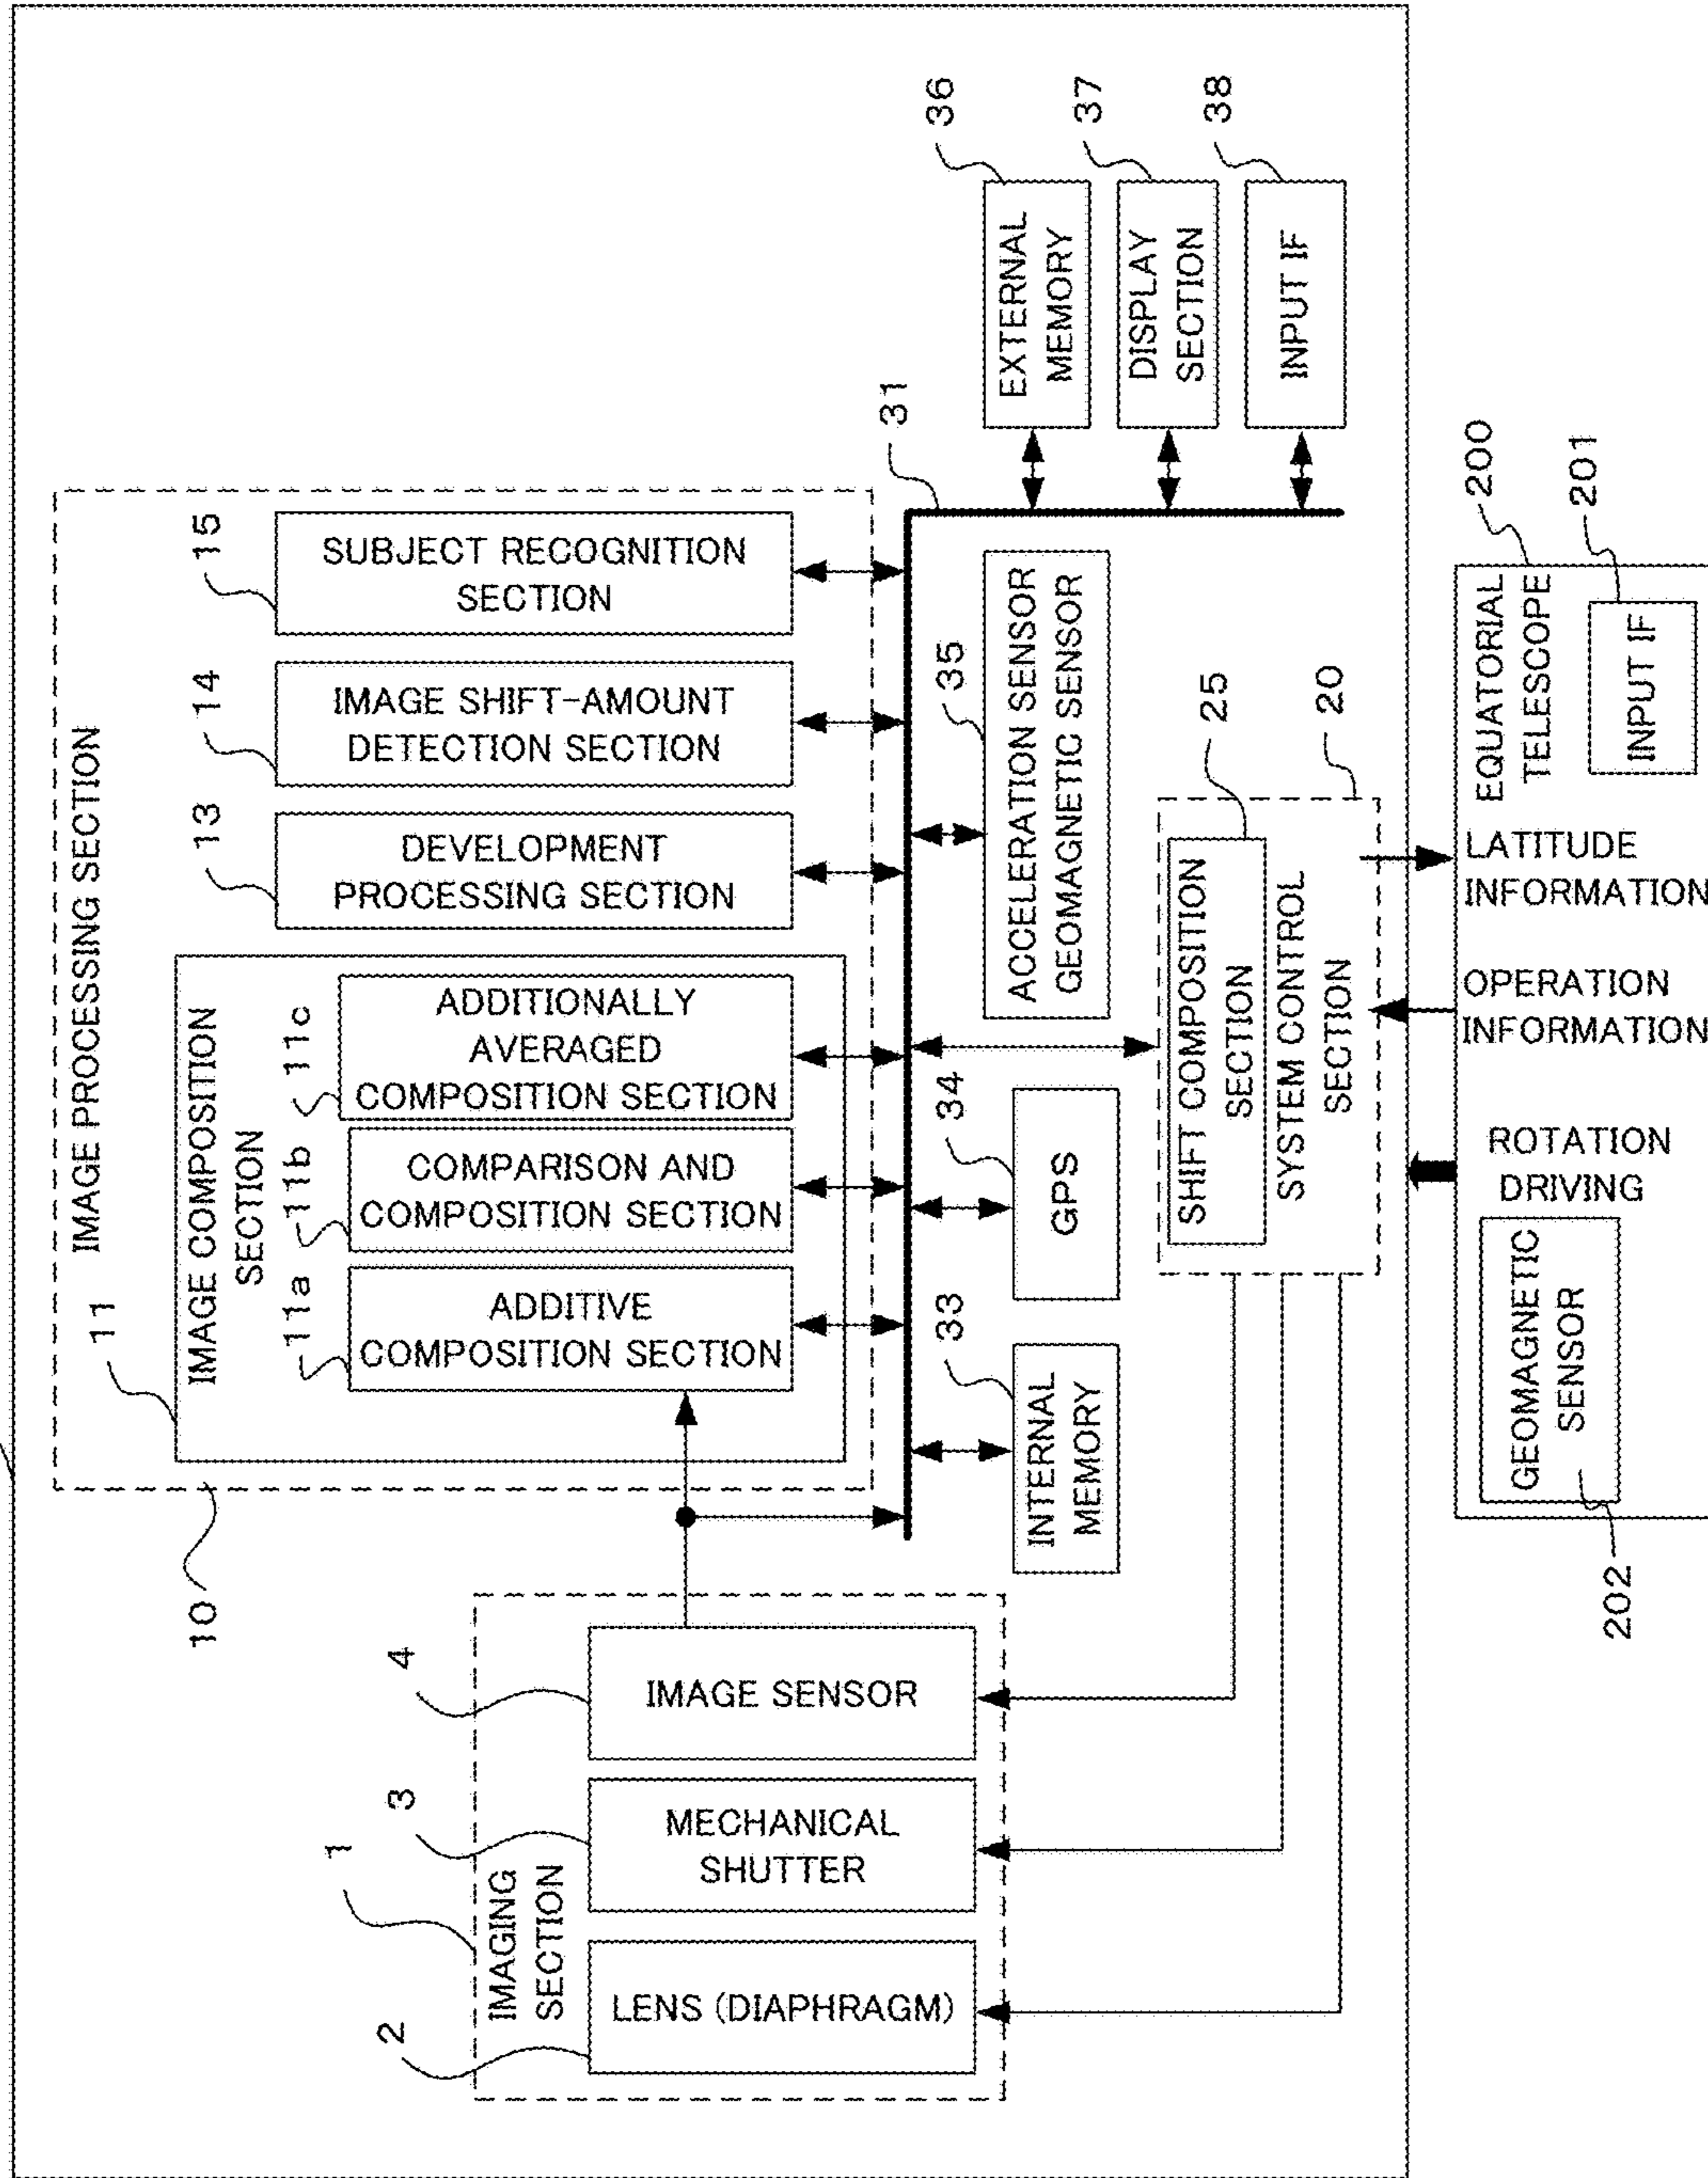 IMAGE PROCESSING SECTION
10
11
IMAGE COMPOSITION
SECTION
11a
ADDITIVE
COMPOSITION SECTION
11b
COMPARISON AND
COMPOSITION SECTION
11c
ADDITIONALLY
AVERAGED
COMPOSITION SECTION
13
DEVELOPMENT
PROCESSING SECTION
14
IMAGE SHIFT-AMOUNT
DETECTION SECTION
15
SUBJECT RECOGNITION
SECTION
1
IMAGING
SECTION
2
LENS (DIAPHRAGM)
3
MECHANICAL
SHUTTER
4
IMAGE SENSOR
31
33
INTERNAL
MEMORY
34
GPS
35
ACCELERATION SENSOR
GEOMAGNETIC SENSOR
36
EXTERNAL
MEMORY
37
DISPLAY
SECTION
38
INPUT IF
25
SHIFT COMPOSITION
SECTION
20
SYSTEM CONTROL
SECTION
202
GEOMAGNETIC
SENSOR
ROTATION
DRIVING
OPERATION
INFORMATION
LATITUDE
INFORMATION
200
EQUATORIAL
TELESCOPE
201
INPUT IF